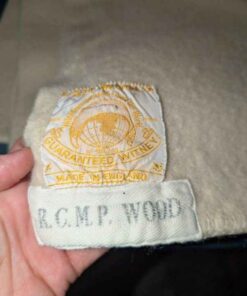 GUARANTEED WITNEY
MADE IN ENGLAND
R.C.M.P. WOOD